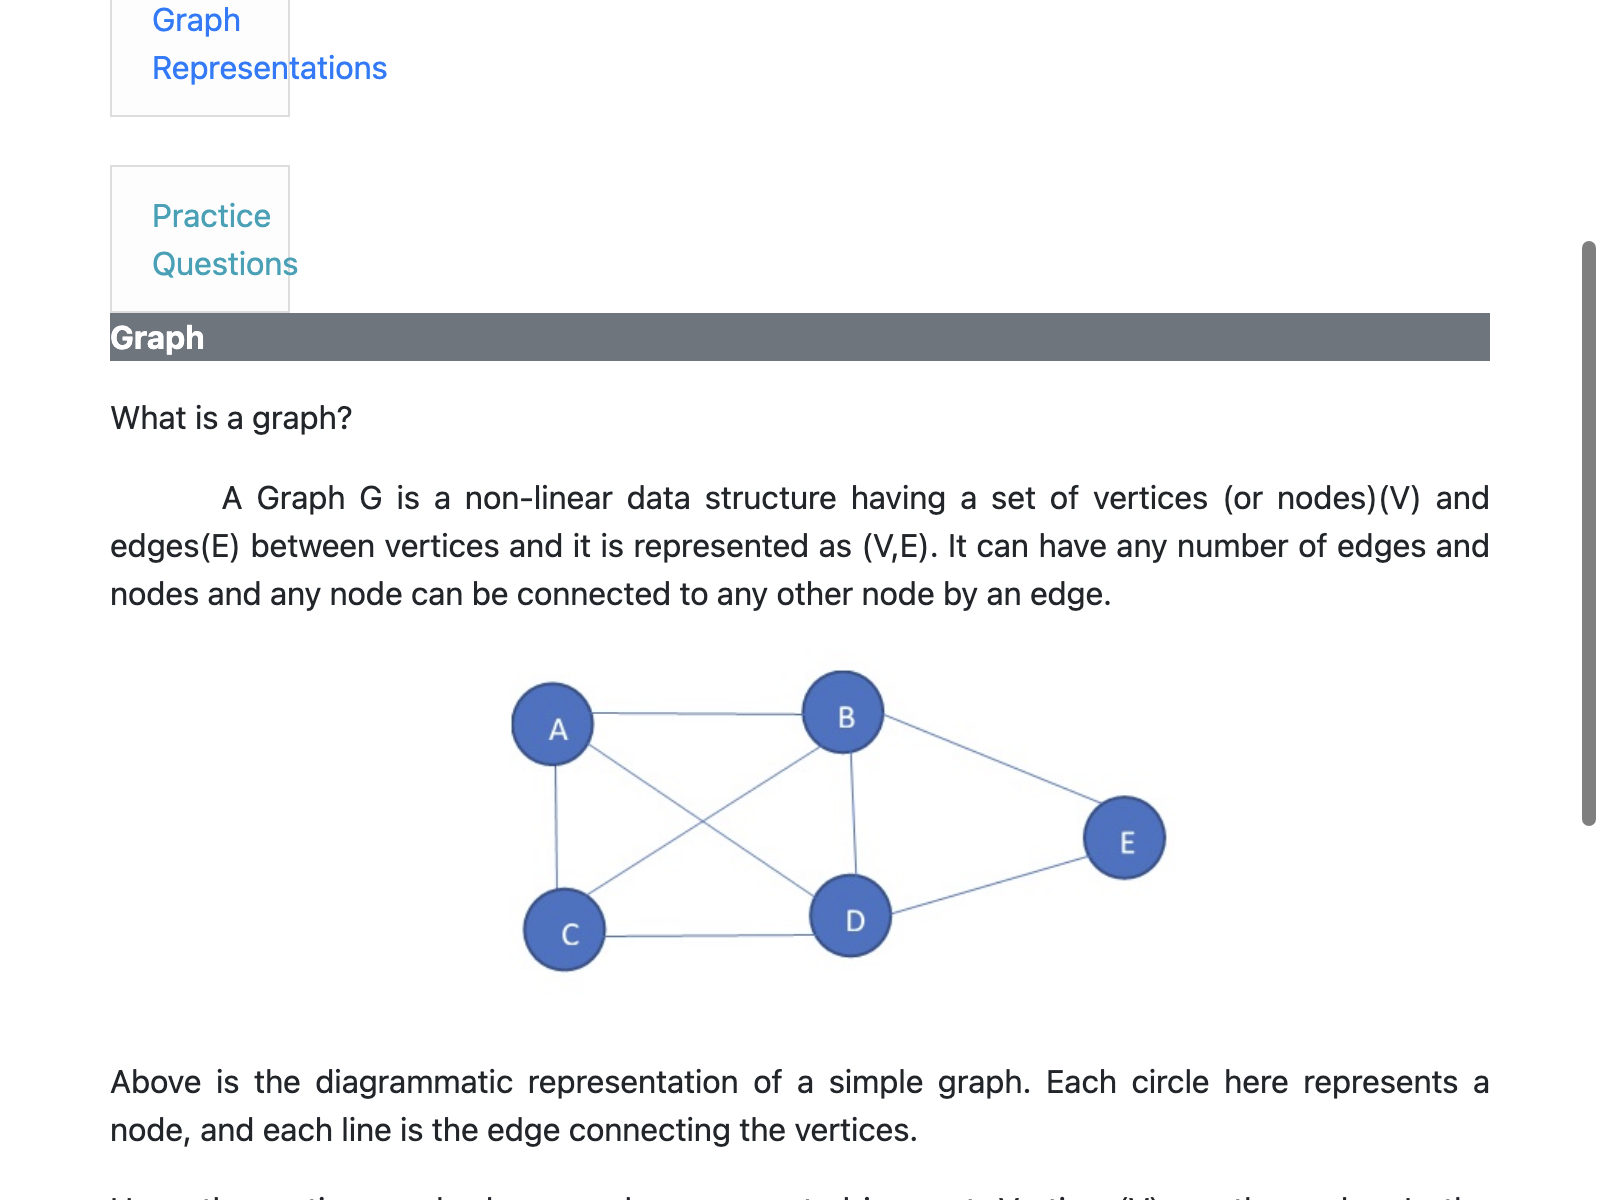 Graph
Representations
Practice
Questions
Graph
What is a graph?
A Graph G is a non-linear data structure having a set of vertices (or nodes)(V) and
edges(E) between vertices and it is represented as (V,E). It can have any number of edges and
nodes and any node can be connected to any other node by an edge.
A
B
E
C
D
Above is the diagrammatic representation of a simple graph. Each circle here represents a
node, and each line is the edge connecting the vertices.